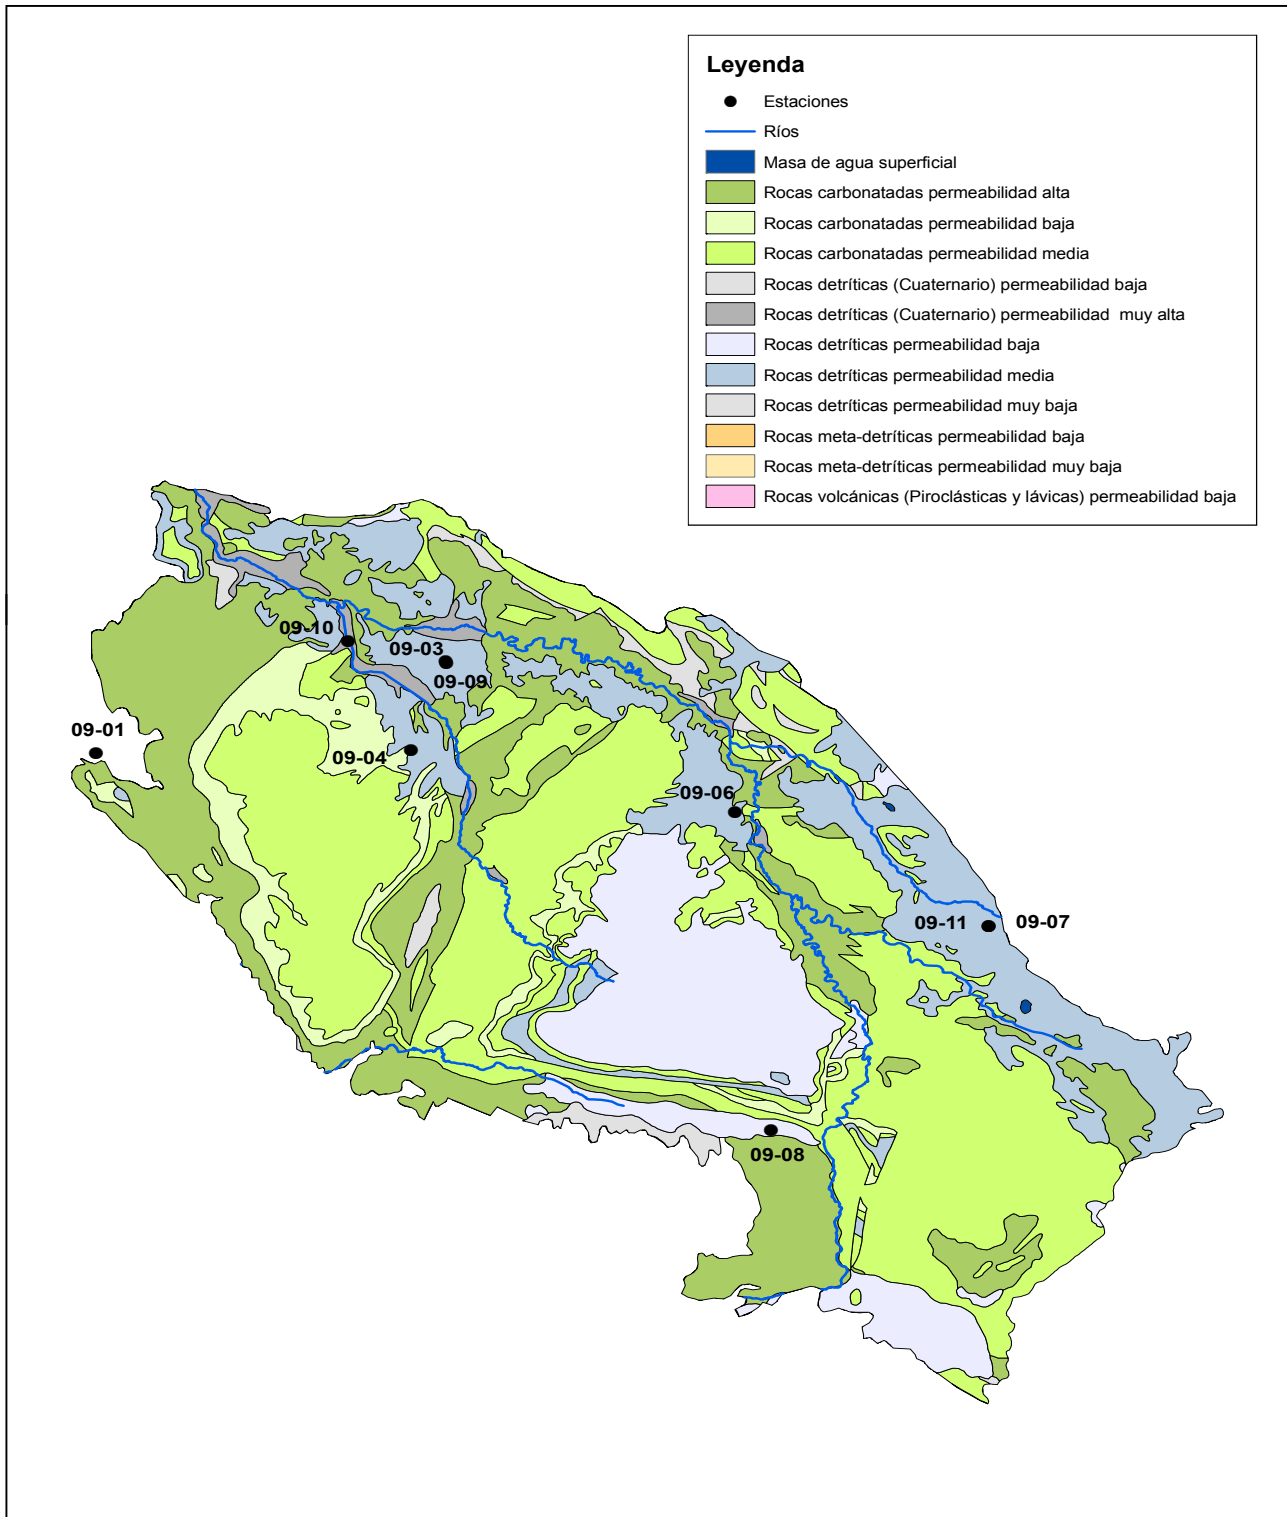 Leyenda
Estaciones
Ríos
Masa de agua superficial
Rocas carbonatadas permeabilidad alta
Rocas carbonatadas permeabilidad baja
Rocas carbonatadas permeabilidad media
Rocas detríticas (Cuaternario) permeabilidad baja
Rocas detríticas (Cuaternario) permeabilidad muy alta
Rocas detríticas permeabilidad baja
Rocas detríticas permeabilidad media
Rocas detríticas permeabilidad muy baja
Rocas meta-detríticas permeabilidad baja
Rocas meta-detríticas permeabilidad muy baja
Rocas volcánicas (Piroclásticas y lávicas) permeabilidad baja
09-10
09-03
09-09
09-01
09-04
09-06
09-11
09-07
09-08